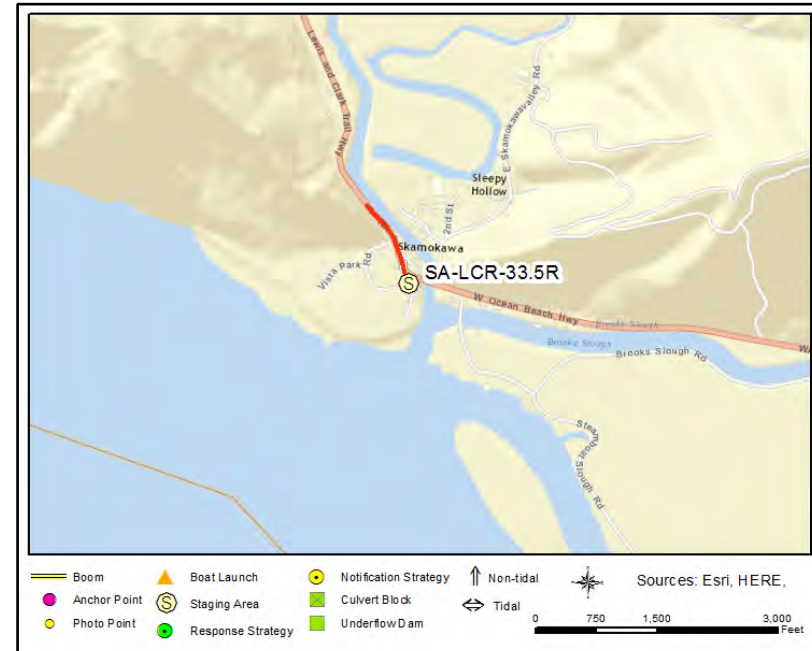 Lewis and Clark Trail Hwy
E Skamokawavalley Rd
Sleepy
Hollow
2nd St
Skamokawa
Vista Park Rd
S
SA-LCR-33.5R
W Ocean Beach Hwy
Brooks Slough
Brooks Slough
Brooks Slough Rd
Steamboat Slough Rd
Boom
Boat Launch
Notification Strategy
Non-tidal
Sources: Esri, HERE,
Anchor Point
S
Staging Area
Culvert Block
Tidal
Photo Point
Response Strategy
Underflow Dam
0 750 1,500 3,000
Feet